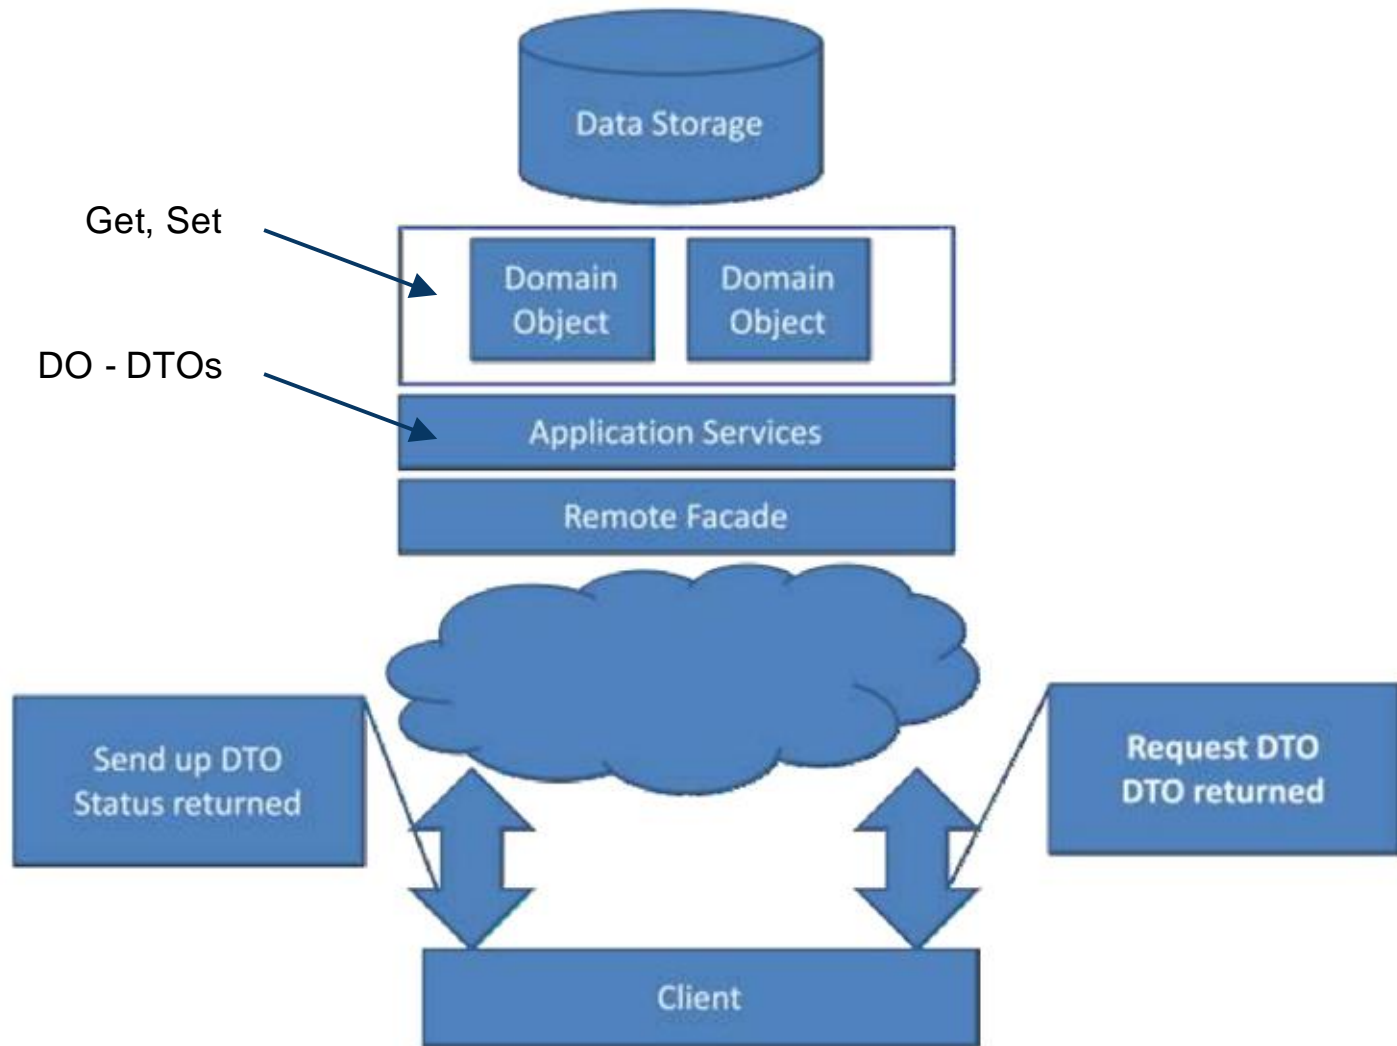 Data Storage
Get, Set
Domain
Object
Domain
Object
DO - DTOs
Application Services
Remote Facade
Send up DTO
Status returned
Request DTO
DTO returned
Client